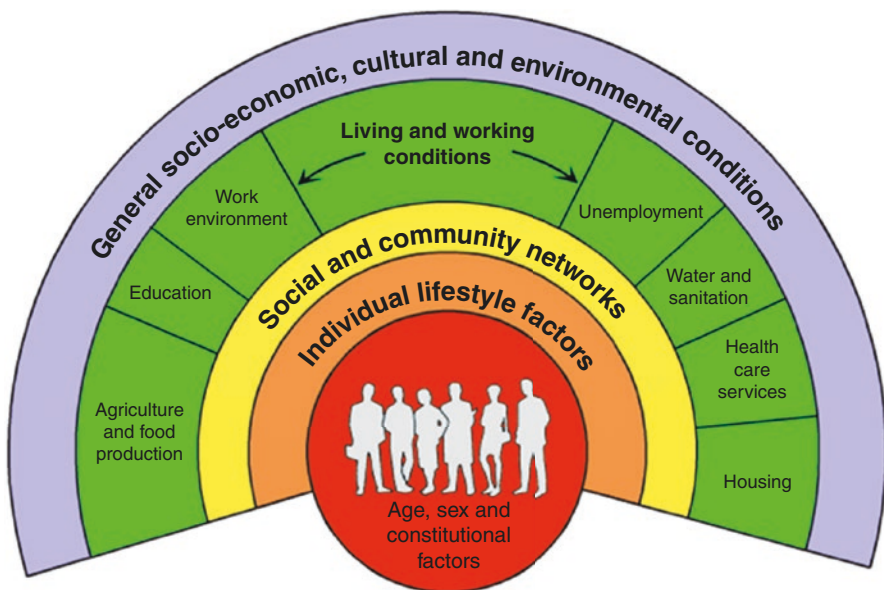 General socio-economic, cultural and environmental conditions
Living and working
conditions
Work
environment
Unemployment
Education
Water and
sanitation
Agriculture
and food
production
Health
care
services
Housing
Social and community networks
Individual lifestyle factors
Age, sex and
constitutional
factors